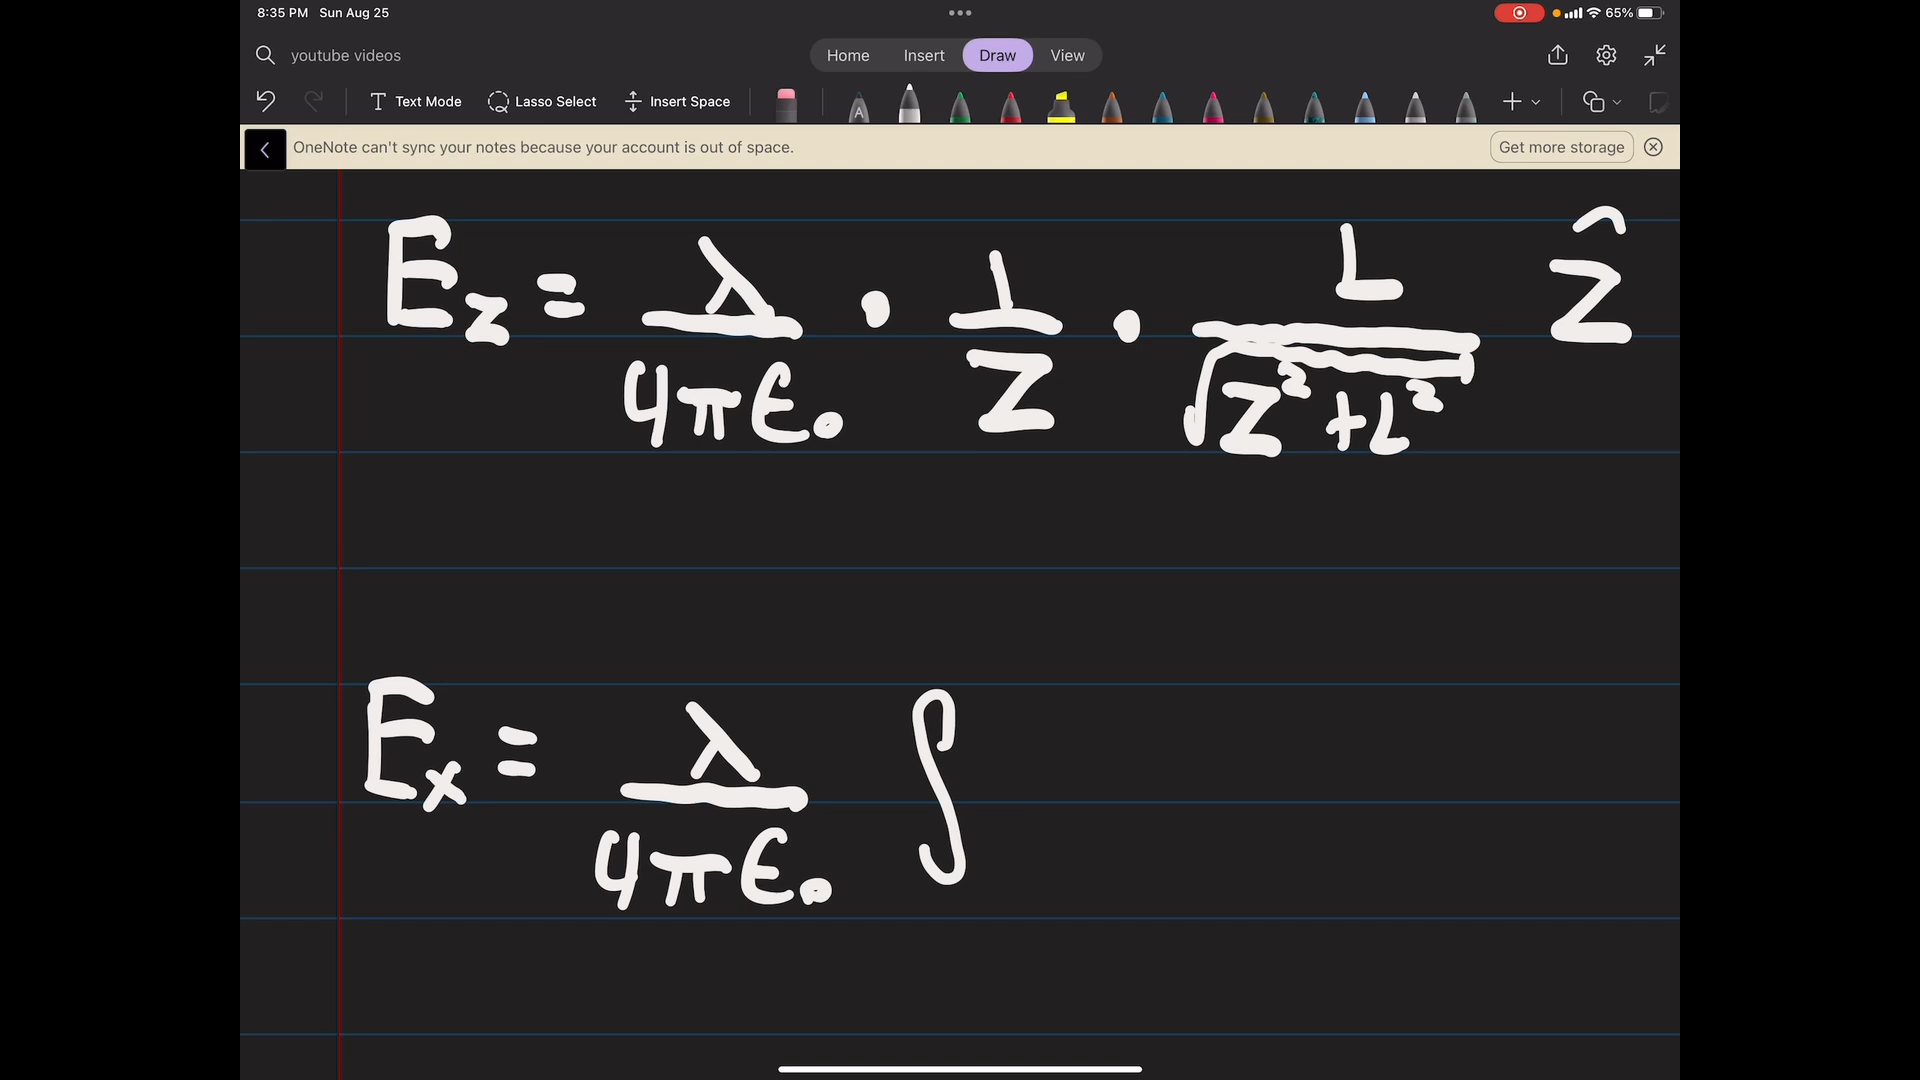 8:35 PM Sun Aug 25 65%
youtube videos Home Insert Draw View
Text Mode Lasso Select Insert Space A
OneNote can't sync your notes because your account is out of space. Get more storage
E_z = λ/(4πε₀) · 1/z · L/√(z²+L²) ẑ
E_x = λ/(4πε₀) ∫